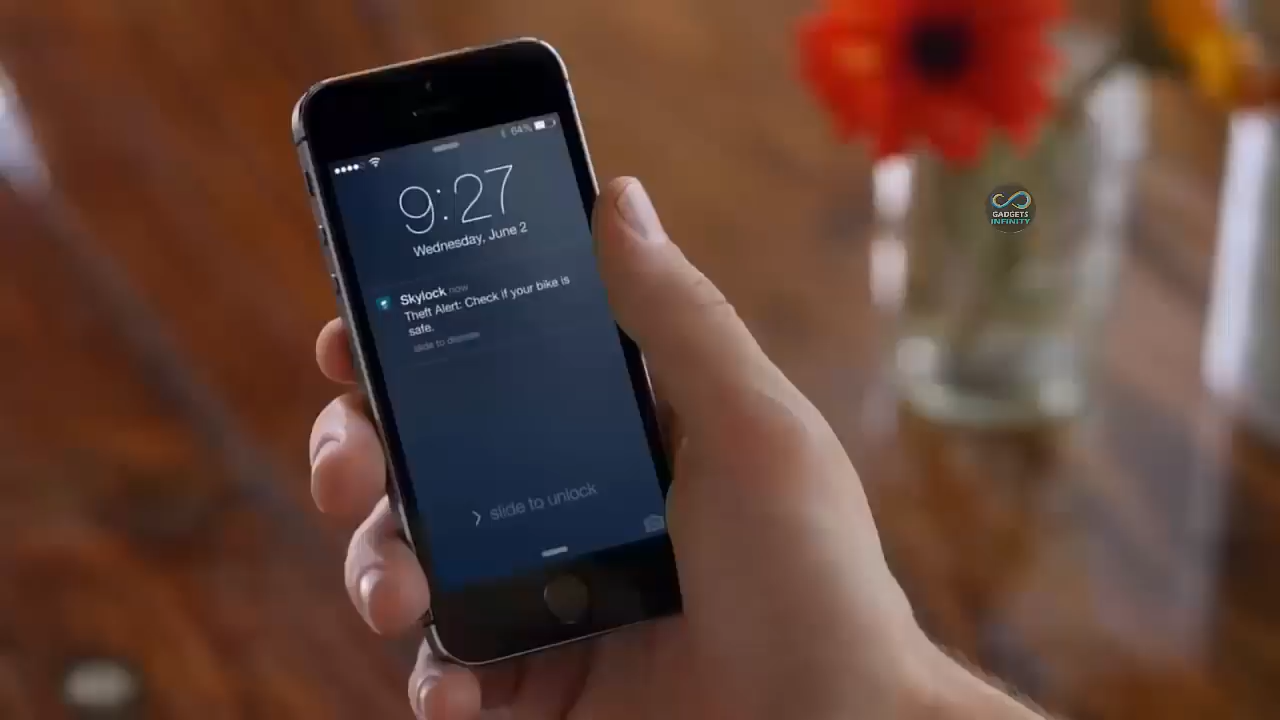 64%
9:27
Wednesday, June 2
Skylock now
Theft Alert: Check if your bike is
safe.
slide to dismiss
> slide to unlock
GADGETS
INFINITY